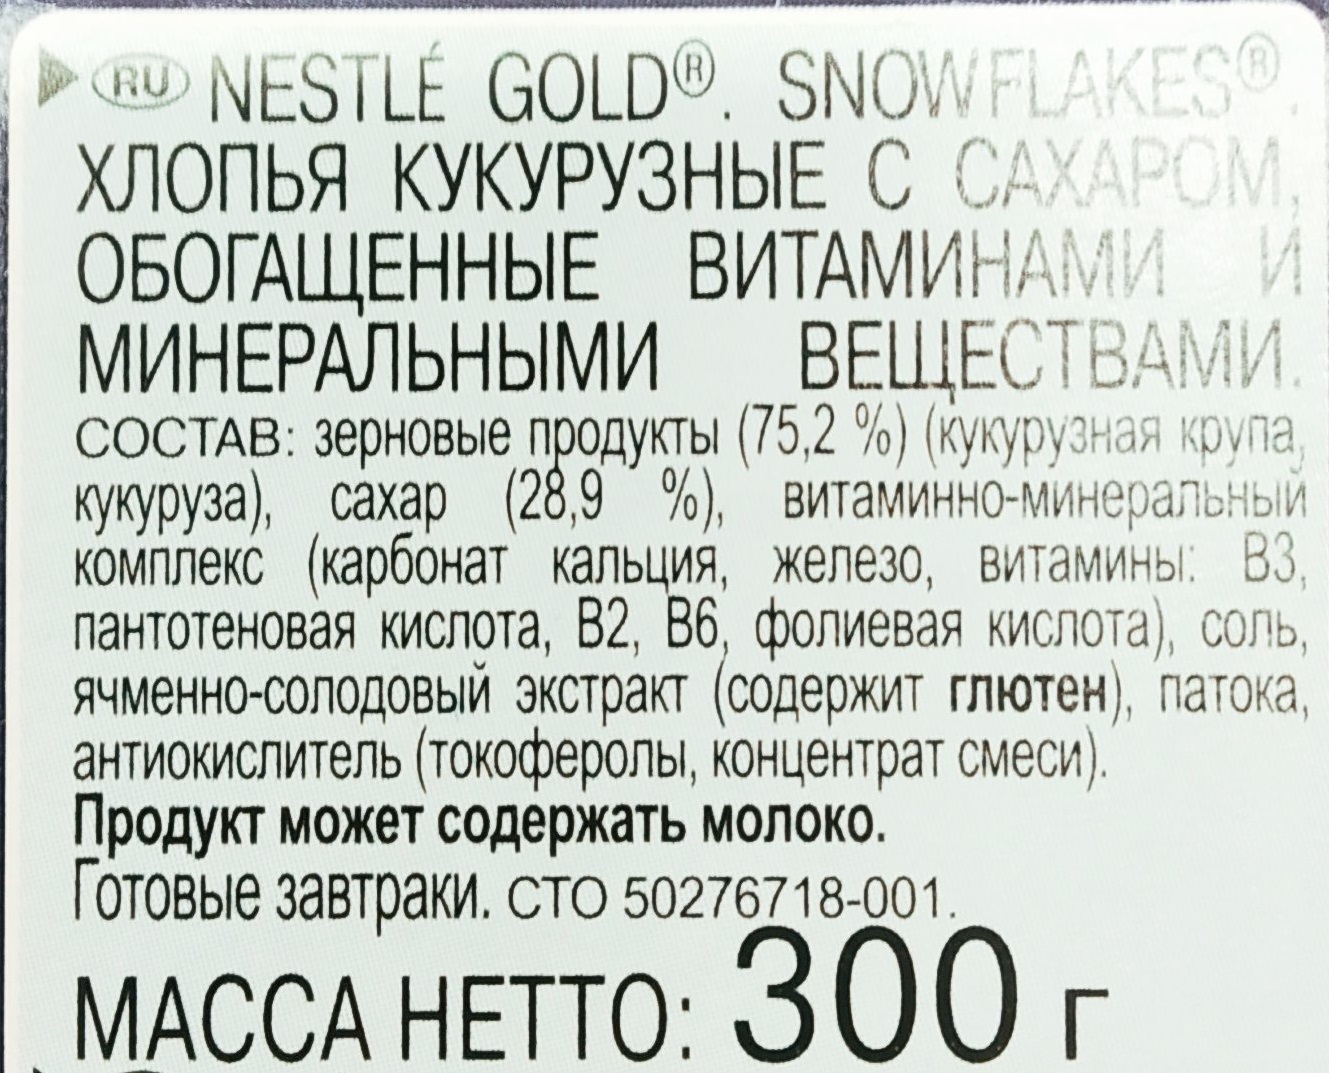 RU NESTLÉ GOLD®. SNOWFLAKES®.
ХЛОПЬЯ КУКУРУЗНЫЕ С САХАРОМ,
ОБОГАЩЕННЫЕ ВИТАМИНАМИ И
МИНЕРАЛЬНЫМИ ВЕЩЕСТВАМИ.
СОСТАВ: зерновые продукты (75,2 %) (кукурузная крупа,
кукуруза), сахар (28,9 %), витаминно-минеральный
комплекс (карбонат кальция, железо, витамины: B3,
пантотеновая кислота, B2, B6, фолиевая кислота), соль,
ячменно-солодовый экстракт (содержит глютен), патока,
антиокислитель (токоферолы, концентрат смеси).
Продукт может содержать молоко.
Готовые завтраки. СТО 50276718-001.
МАССА НЕТТО: 300 г